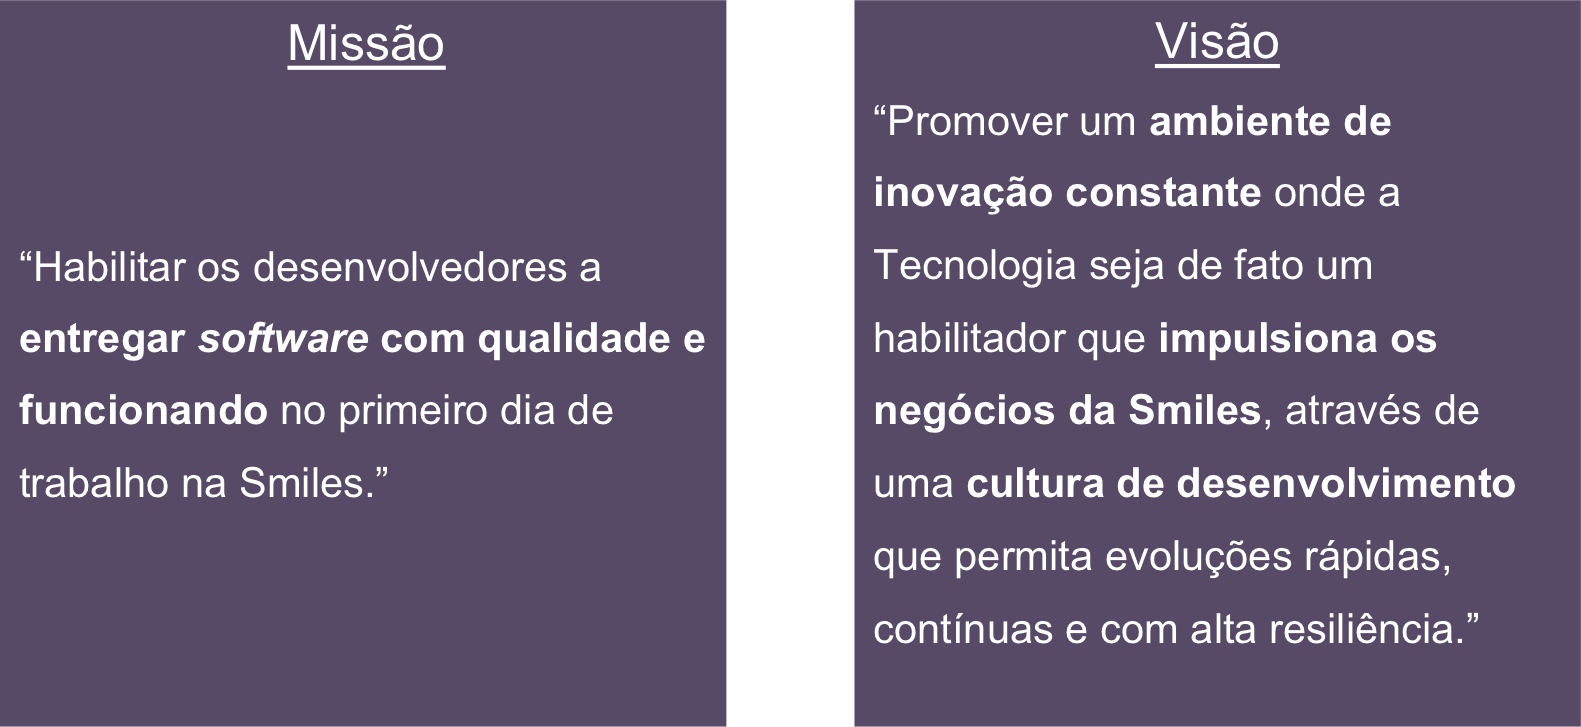 Missão
“Habilitar os desenvolvedores a
entregar software com qualidade e
funcionando no primeiro dia de
trabalho na Smiles.”
Visão
“Promover um ambiente de
inovação constante onde a
Tecnologia seja de fato um
habilitador que impulsiona os
negócios da Smiles, através de
uma cultura de desenvolvimento
que permita evoluções rápidas,
contínuas e com alta resiliência.”